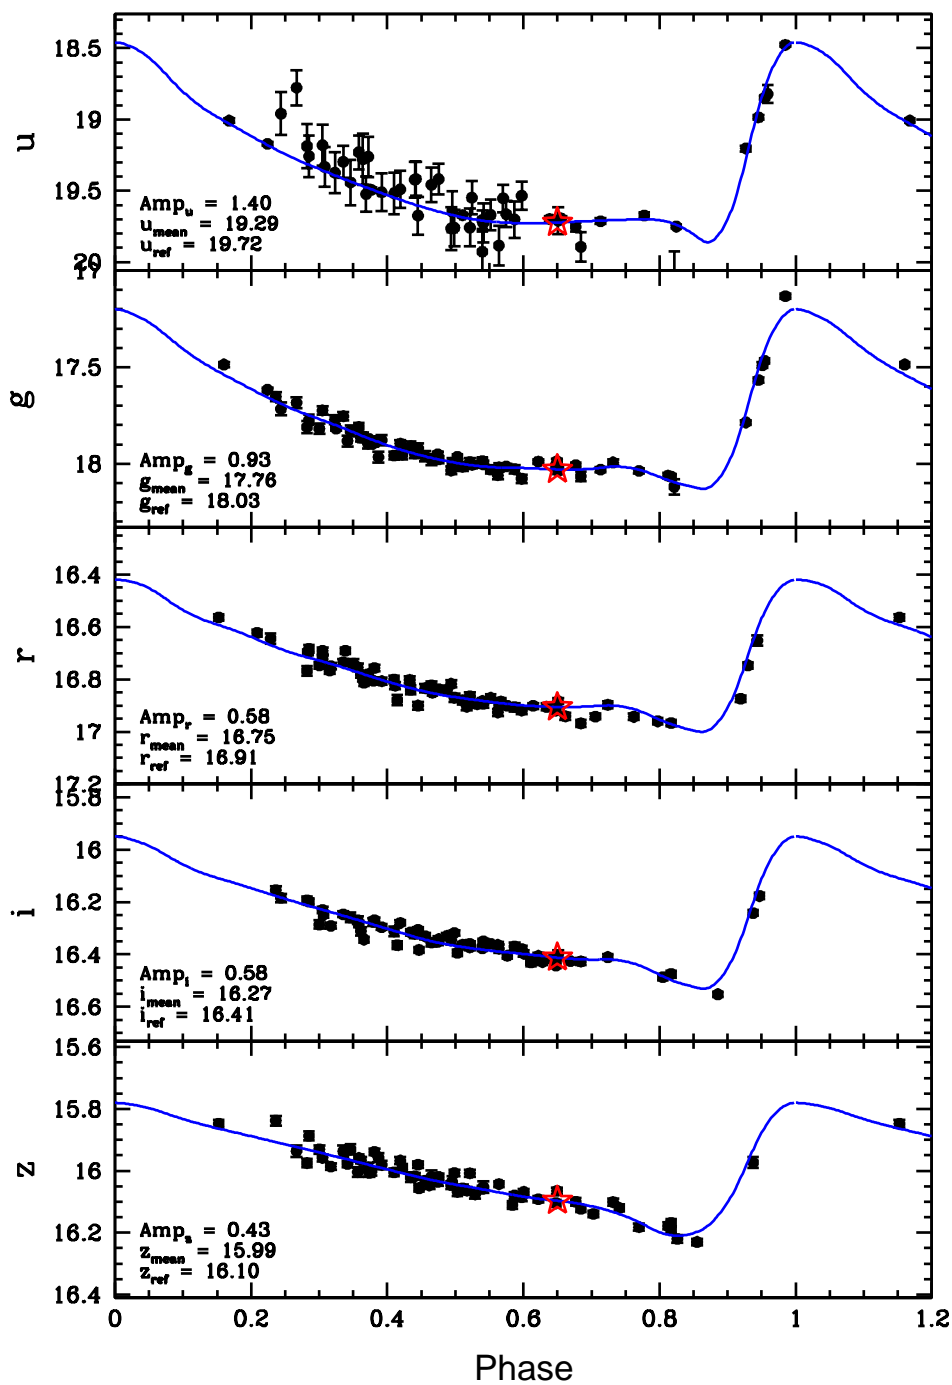 18.5
19
19.5
20
u
Amp_u = 1.40
u_mean = 19.29
u_ref = 19.72
17
17.5
18
g
Amp_g = 0.93
g_mean = 17.76
g_ref = 18.03
16.4
16.6
16.8
17
17.2
r
Amp_r = 0.58
r_mean = 16.75
r_ref = 16.91
15.8
16
16.2
16.4
16.6
i
Amp_i = 0.58
i_mean = 16.27
i_ref = 16.41
15.6
15.8
16
16.2
16.4
z
Amp_z = 0.43
z_mean = 15.99
z_ref = 16.10
0 0.2 0.4 0.6 0.8 1 1.2
Phase